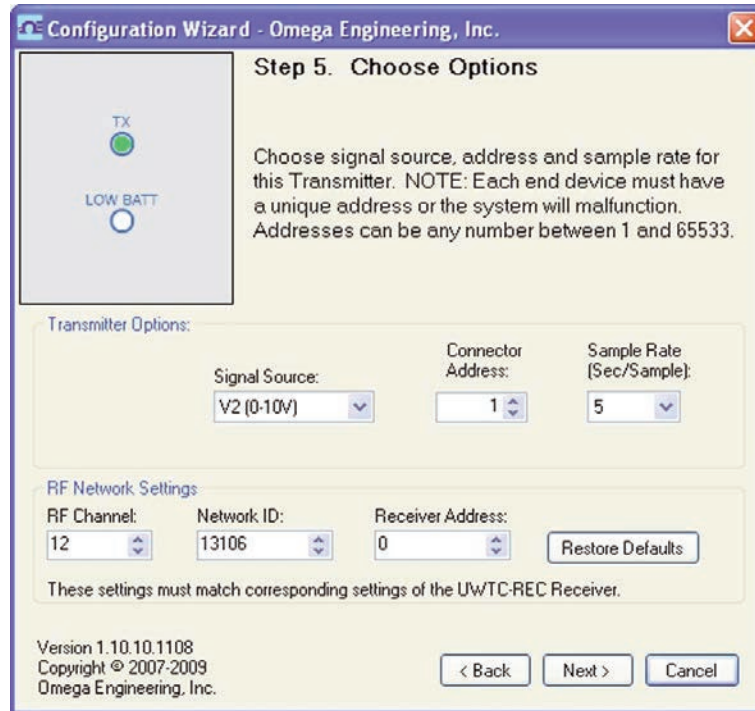 Configuration Wizard - Omega Engineering, Inc.
TX
LOW BATT
Step 5. Choose Options
Choose signal source, address and sample rate for
this Transmitter. NOTE: Each end device must have
a unique address or the system will malfunction.
Addresses can be any number between 1 and 65533.
Transmitter Options:
Signal Source:
V2 (0-10V)
Connector
Address:
1
Sample Rate
(Sec/Sample):
5
RF Network Settings
RF Channel:
12
Network ID:
13106
Receiver Address:
0
Restore Defaults
These settings must match corresponding settings of the UWTC-REC Receiver.
Version 1.10.10.1108
Copyright © 2007-2009
Omega Engineering, Inc.
< Back
Next >
Cancel